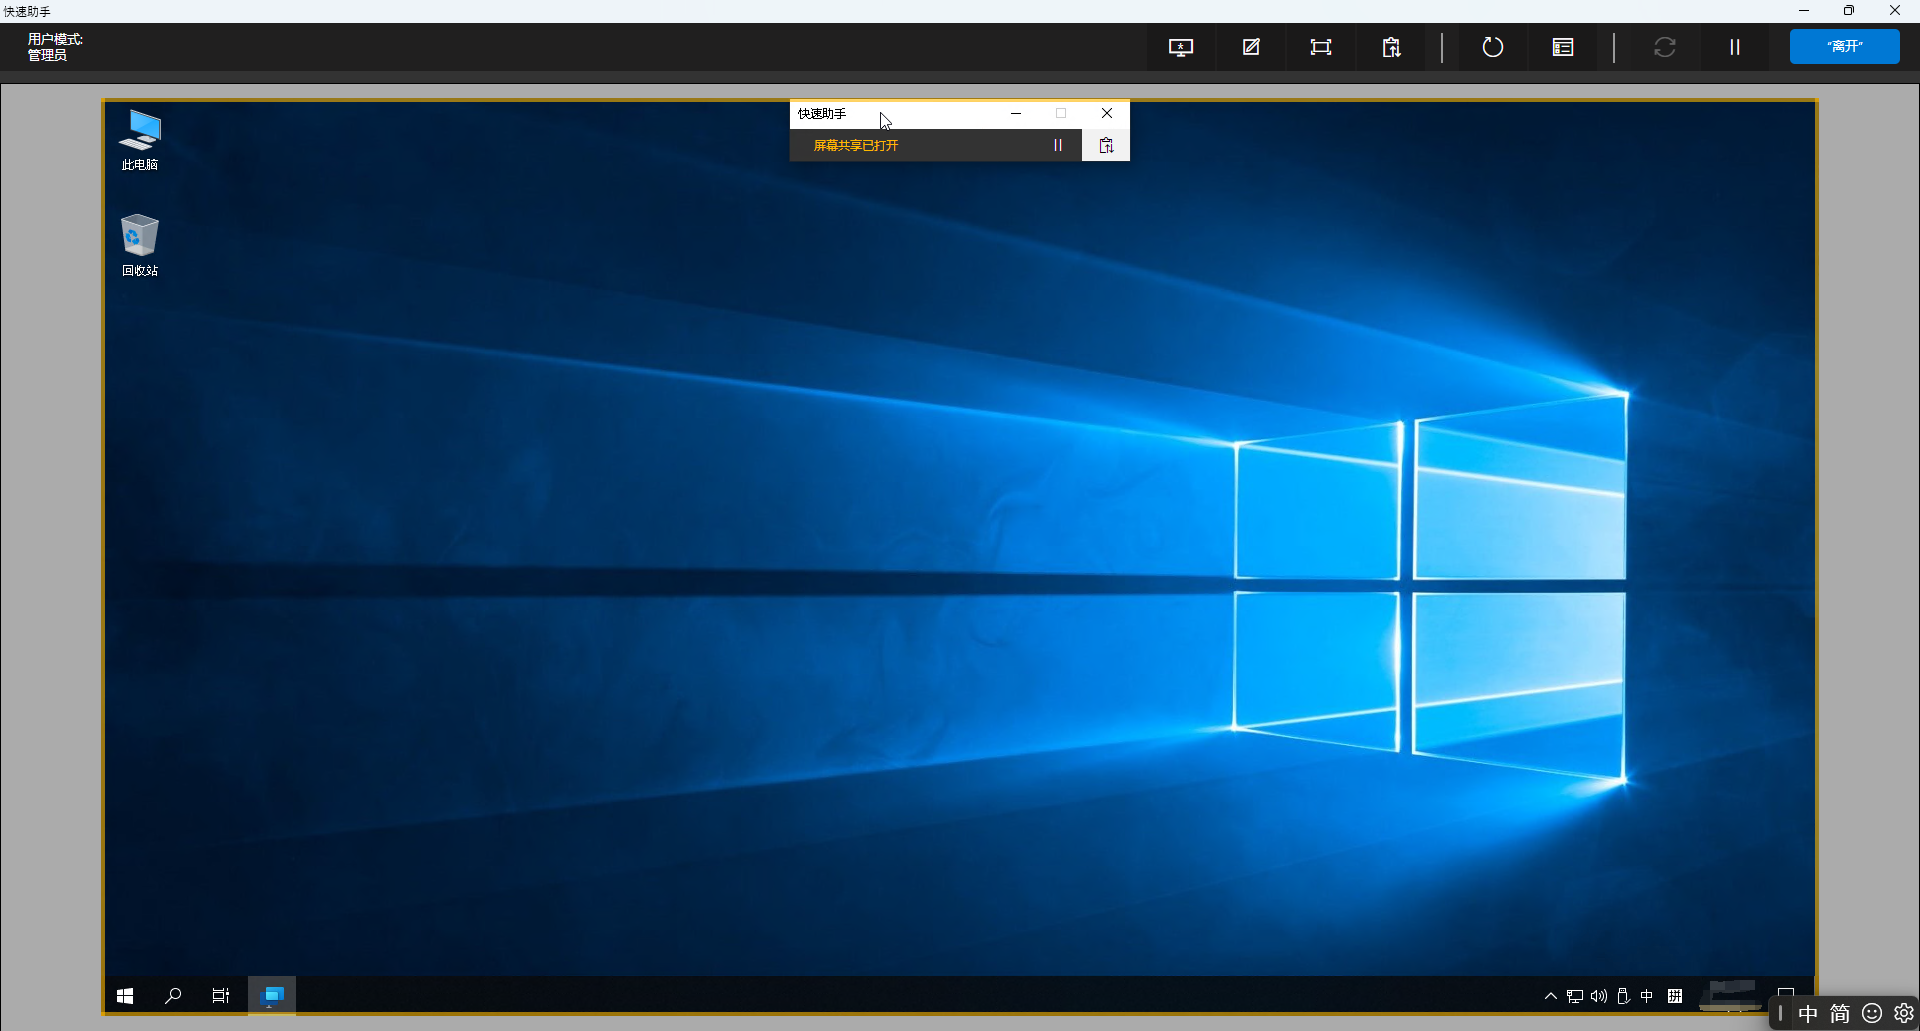 快速助手
用户模式:
管理员
“离开”
快速助手
屏幕共享已打开
此电脑
回收站
中
拼
中 简